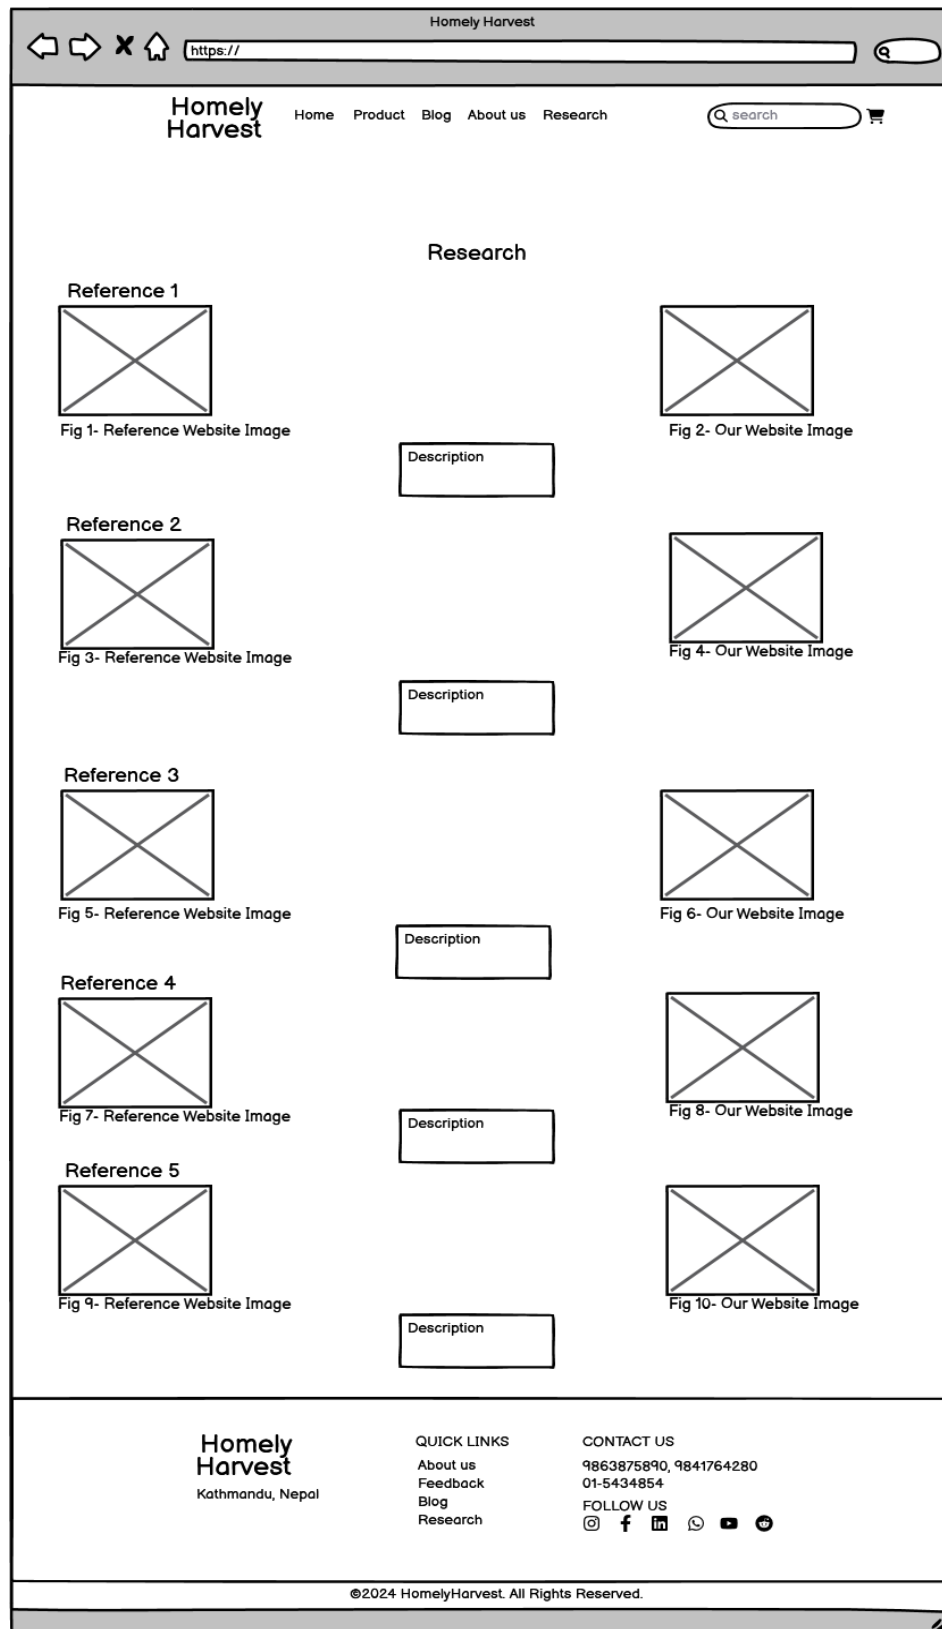 Homely Harvest
https://
Homely
Harvest
Home Product Blog About us Research
search
Research
Reference 1
Fig 1- Reference Website Image
Fig 2- Our Website Image
Description
Reference 2
Fig 3- Reference Website Image
Fig 4- Our Website Image
Description
Reference 3
Fig 5- Reference Website Image
Fig 6- Our Website Image
Description
Reference 4
Fig 7- Reference Website Image
Fig 8- Our Website Image
Description
Reference 5
Fig 9- Reference Website Image
Fig 10- Our Website Image
Description
Homely
Harvest
Kathmandu, Nepal
QUICK LINKS
About us
Feedback
Blog
Research
CONTACT US
9863875890, 9841764280
01-5434854
FOLLOW US
©2024 HomelyHarvest. All Rights Reserved.